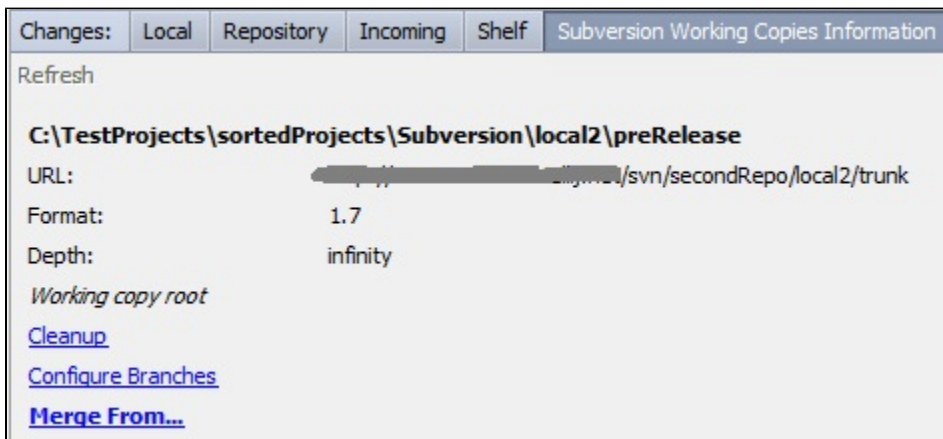 Changes: Local Repository Incoming Shelf Subversion Working Copies Information
Refresh
C:\TestProjects\sortedProjects\Subversion\local2\preRelease
URL: /svn/secondRepo/local2/trunk
Format: 1.7
Depth: infinity
Working copy root
Cleanup
Configure Branches
Merge From...